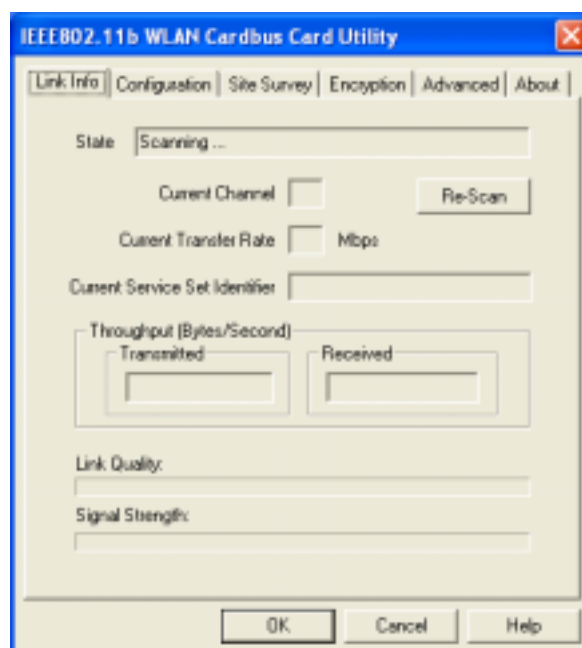 IEEE802.11b WLAN Cardbus Card Utility
Link Info Configuration Site Survey Encryption Advanced About
State Scanning ...
Current Channel Re-Scan
Current Transfer Rate Mbps
Current Service Set Identifier
Throughput (Bytes/Second)
Transmitted Received
Link Quality:
Signal Strength:
OK Cancel Help